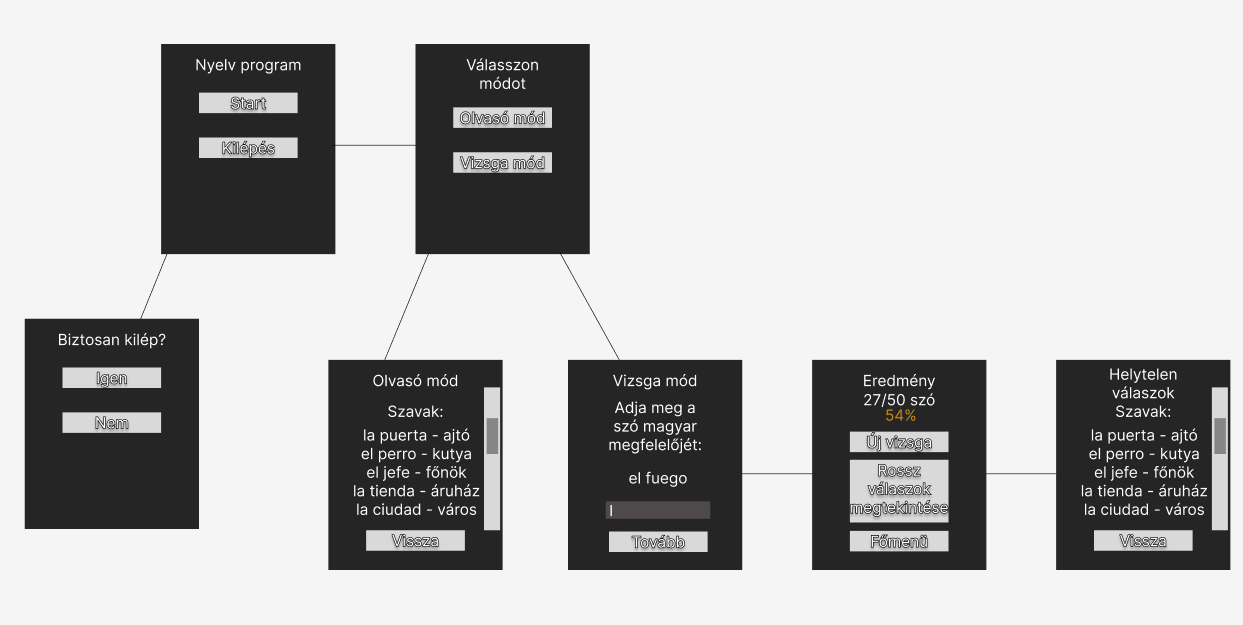 Nyelv program
Start
Kilépés
Válasszon
módot
Olvasó mód
Vizsga mód
Biztosan kilép?
Igen
Nem
Olvasó mód
Szavak:
la puerta - ajtó
el perro - kutya
el jefe - főnök
la tienda - áruház
la ciudad - város
Vissza
Vizsga mód
Adja meg a
szó magyar
megfelelőjét:
el fuego
Tovább
Eredmény
27/50 szó
54%
Új vizsga
Rossz
válaszok
megtekintése
Főmenü
Helytelen
válaszok
Szavak:
la puerta - ajtó
el perro - kutya
el jefe - főnök
la tienda - áruház
la ciudad - város
Vissza